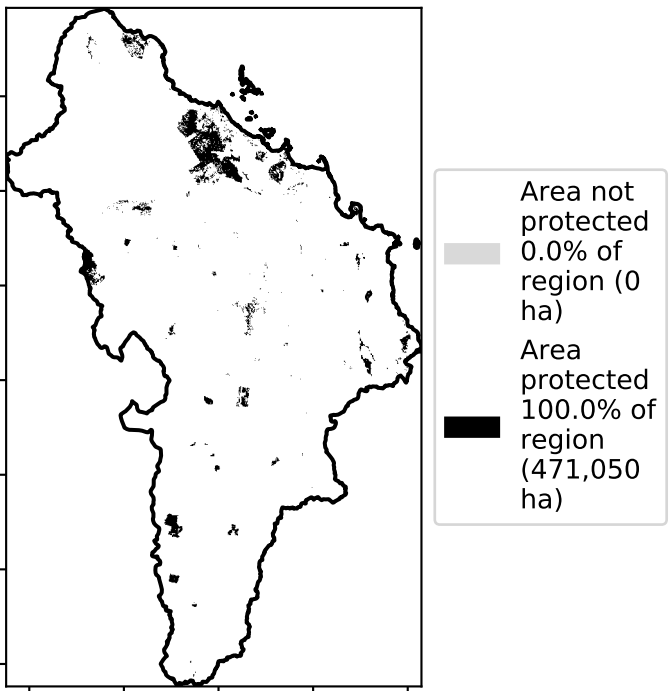 Area not
protected
0.0% of
region (0
ha)
Area
protected
100.0% of
region
(471,050
ha)